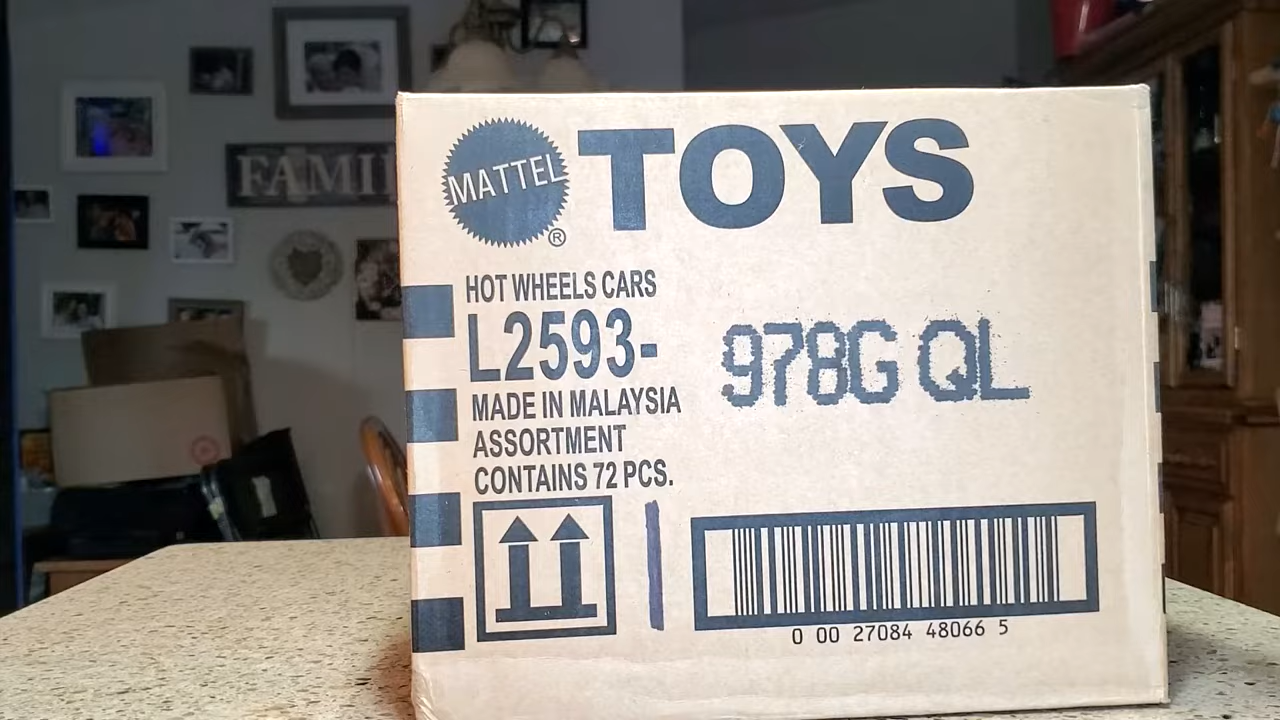 FAMI
MATTEL
®
TOYS
HOT WHEELS CARS
L2593-
978G QL
MADE IN MALAYSIA
ASSORTMENT
CONTAINS 72 PCS.
0 00 27084 48066 5